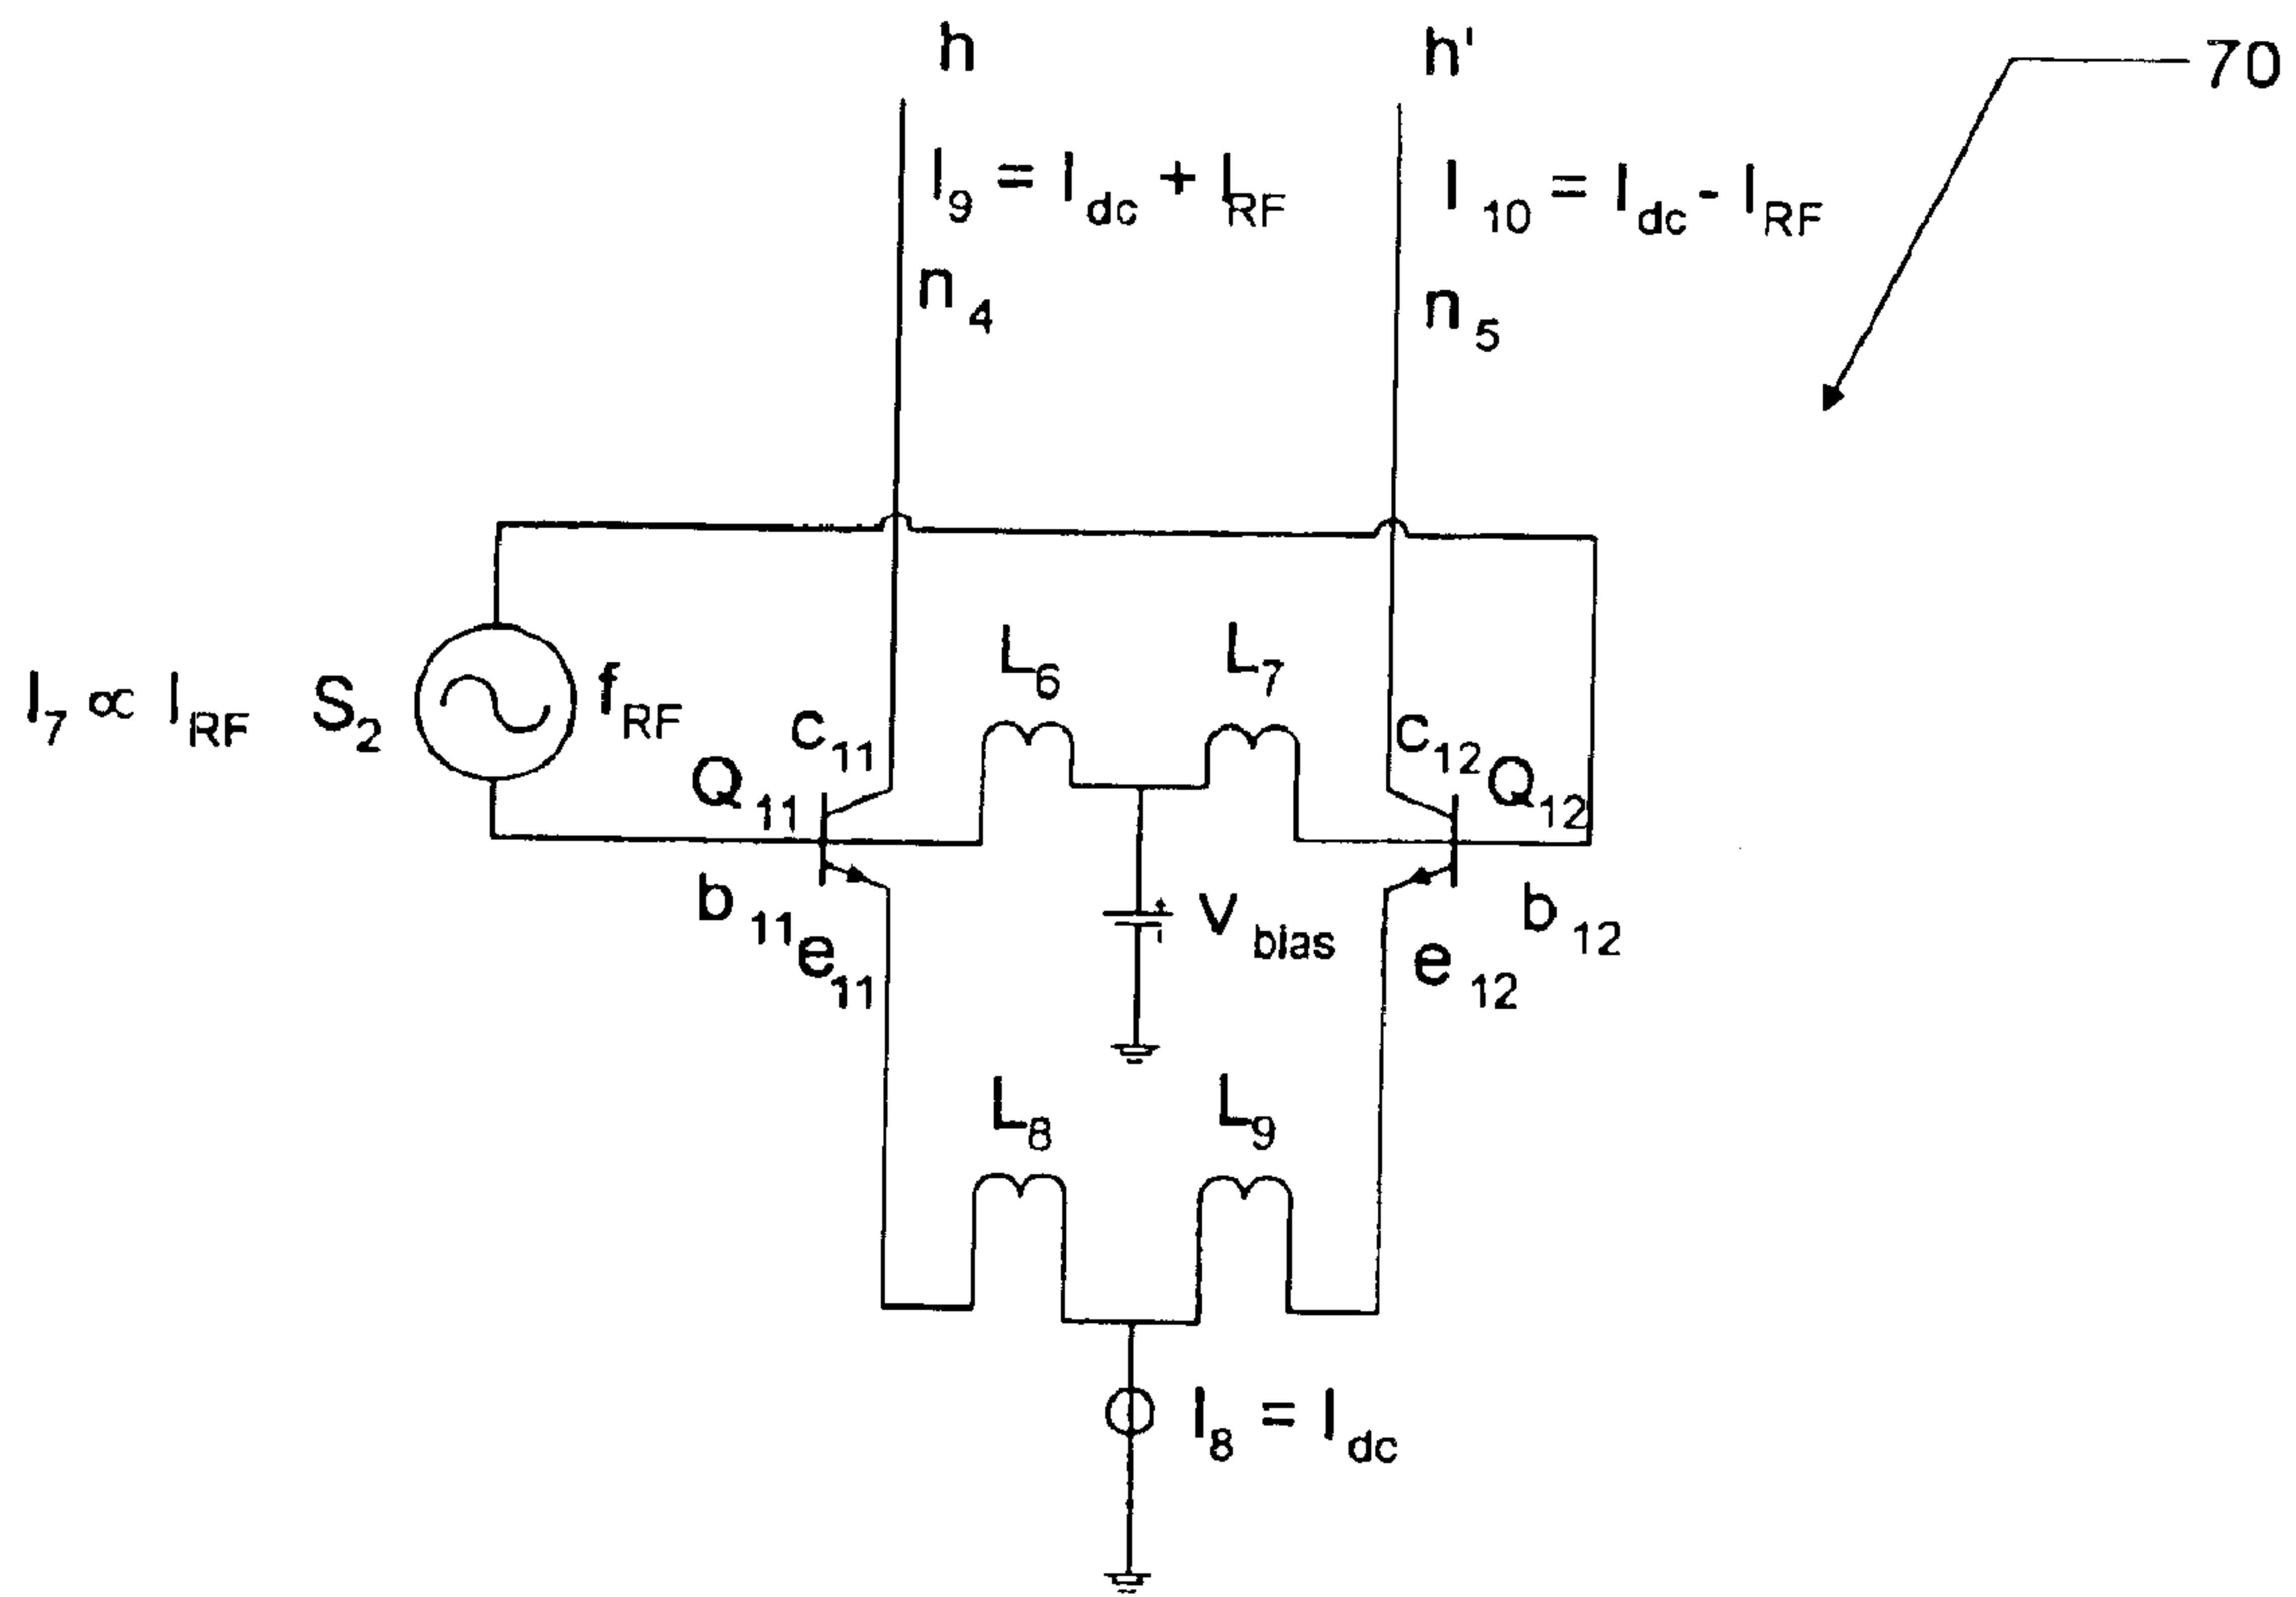 h
h'
70
I9 = Idc + IRF
I10 = Idc - IRF
n4
n5
I7 ∝ IRF
S2
fRF
L6
L7
c11
c12
Q11
Q12
b11
e11
Vbias
b12
e12
L8
L9
I8 = Idc